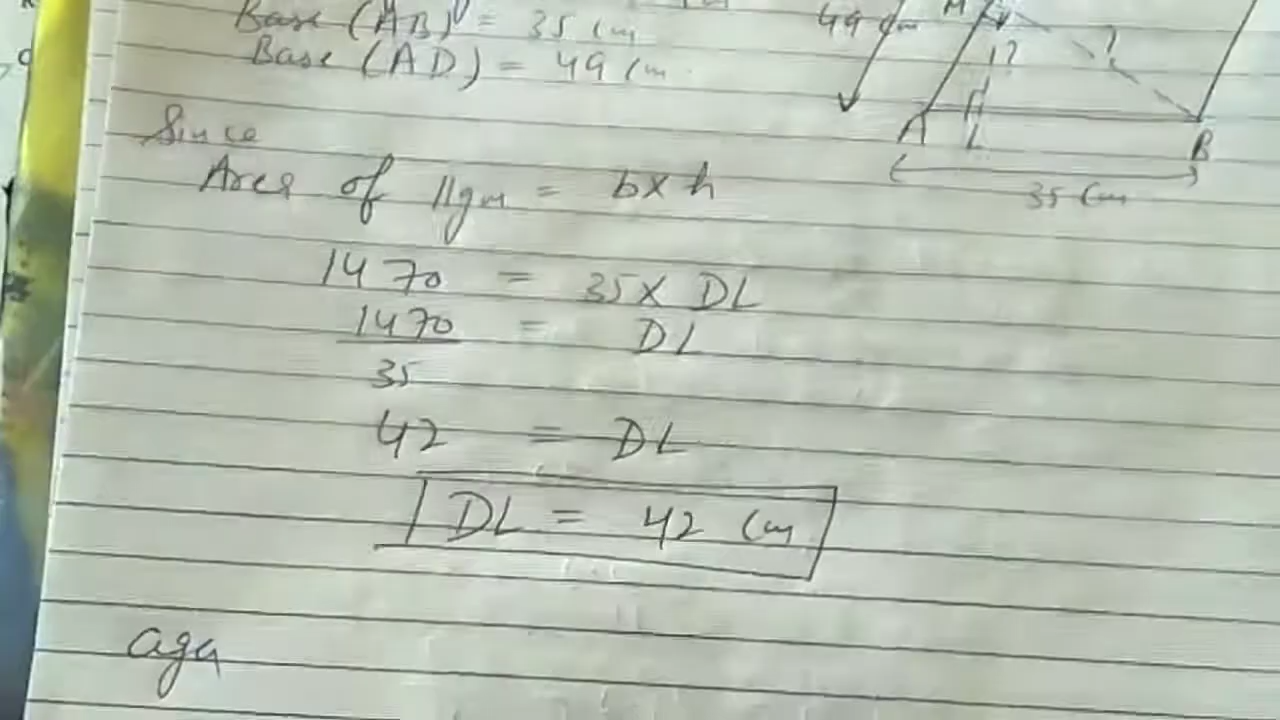 Base (AB) = 35 cm
Base (AD) = 49 cm
49 cm
M
?
?
A
L
B
35 cm
Since
Area of ||gm = b x h
1470 = 35 x DL
1470 = DL
35
42 = DL
DL = 42 cm
aga